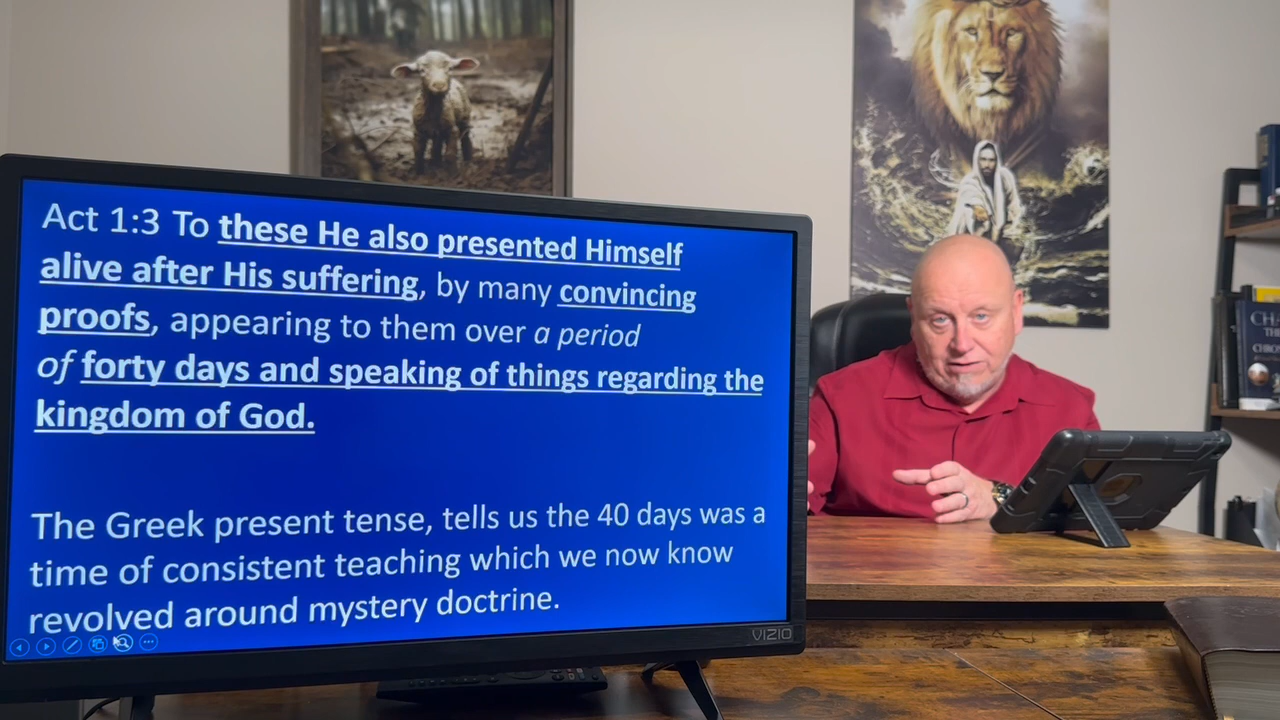 Act 1:3 To these He also presented Himself
alive after His suffering, by many convincing
proofs, appearing to them over a period
of forty days and speaking of things regarding the
kingdom of God.
The Greek present tense, tells us the 40 days was a
time of consistent teaching which we now know
revolved around mystery doctrine.
VIZIO